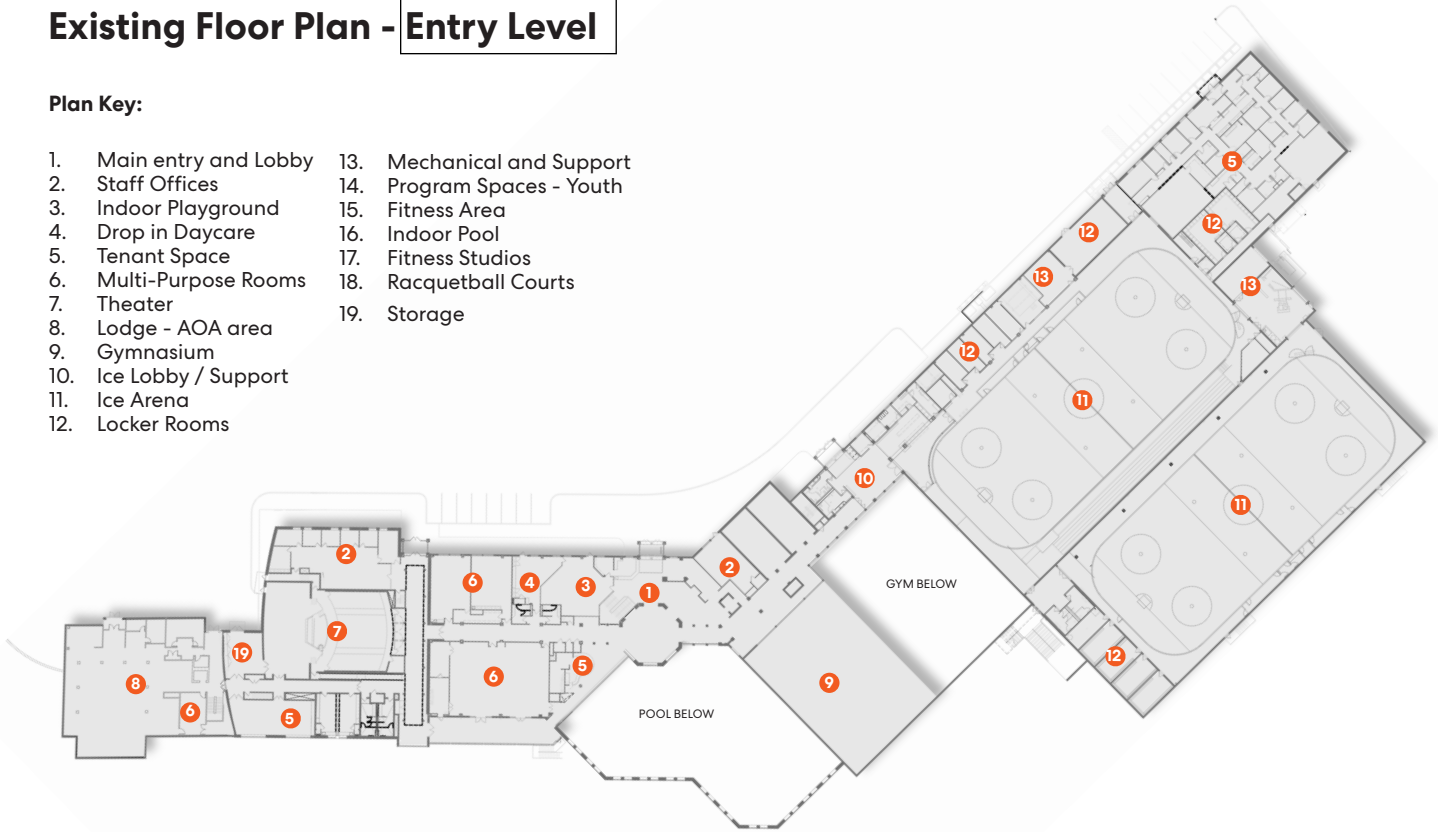 Existing Floor Plan - Entry Level
Plan Key:
1. Main entry and Lobby
2. Staff Offices
3. Indoor Playground
4. Drop in Daycare
5. Tenant Space
6. Multi-Purpose Rooms
7. Theater
8. Lodge - AOA area
9. Gymnasium
10. Ice Lobby / Support
11. Ice Arena
12. Locker Rooms
13. Mechanical and Support
14. Program Spaces - Youth
15. Fitness Area
16. Indoor Pool
17. Fitness Studios
18. Racquetball Courts
19. Storage
5
12
12
13
13
12
11
10
11
2
6
4
3
1
2
GYM BELOW
7
19
5
6
12
8
6
5
9
POOL BELOW